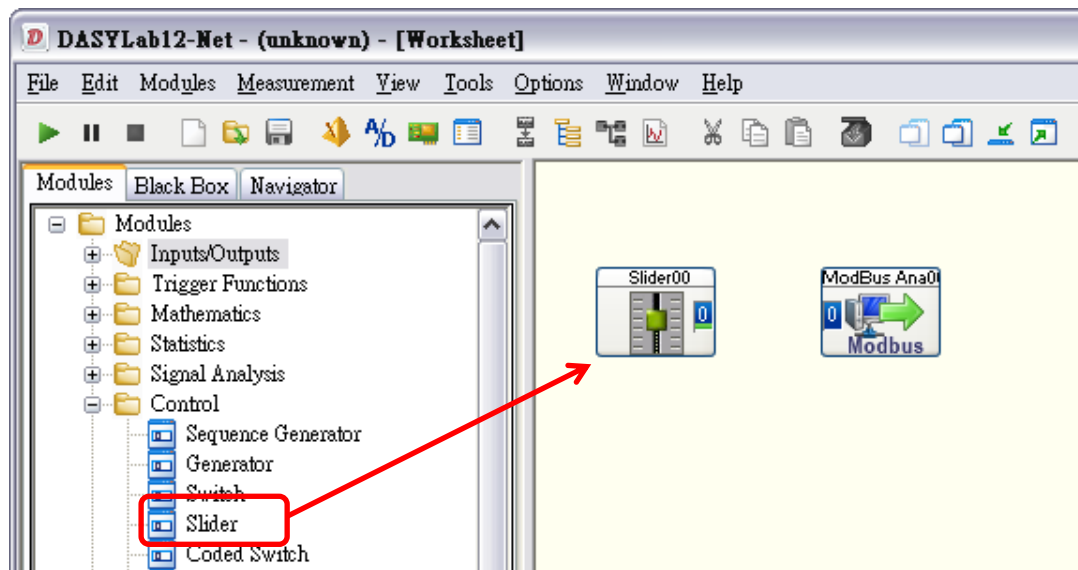 DASYLab12-Net - (unknown) - [Worksheet]
File Edit Modules Measurement View Tools Options Window Help
A/D
Modules Black Box Navigator
Modules
Inputs/Outputs
Trigger Functions
Mathematics
Statistics
Signal Analysis
Control
Sequence Generator
Generator
Switch
Slider
Coded Switch
Slider00
0
ModBus Ana0
0
Modbus